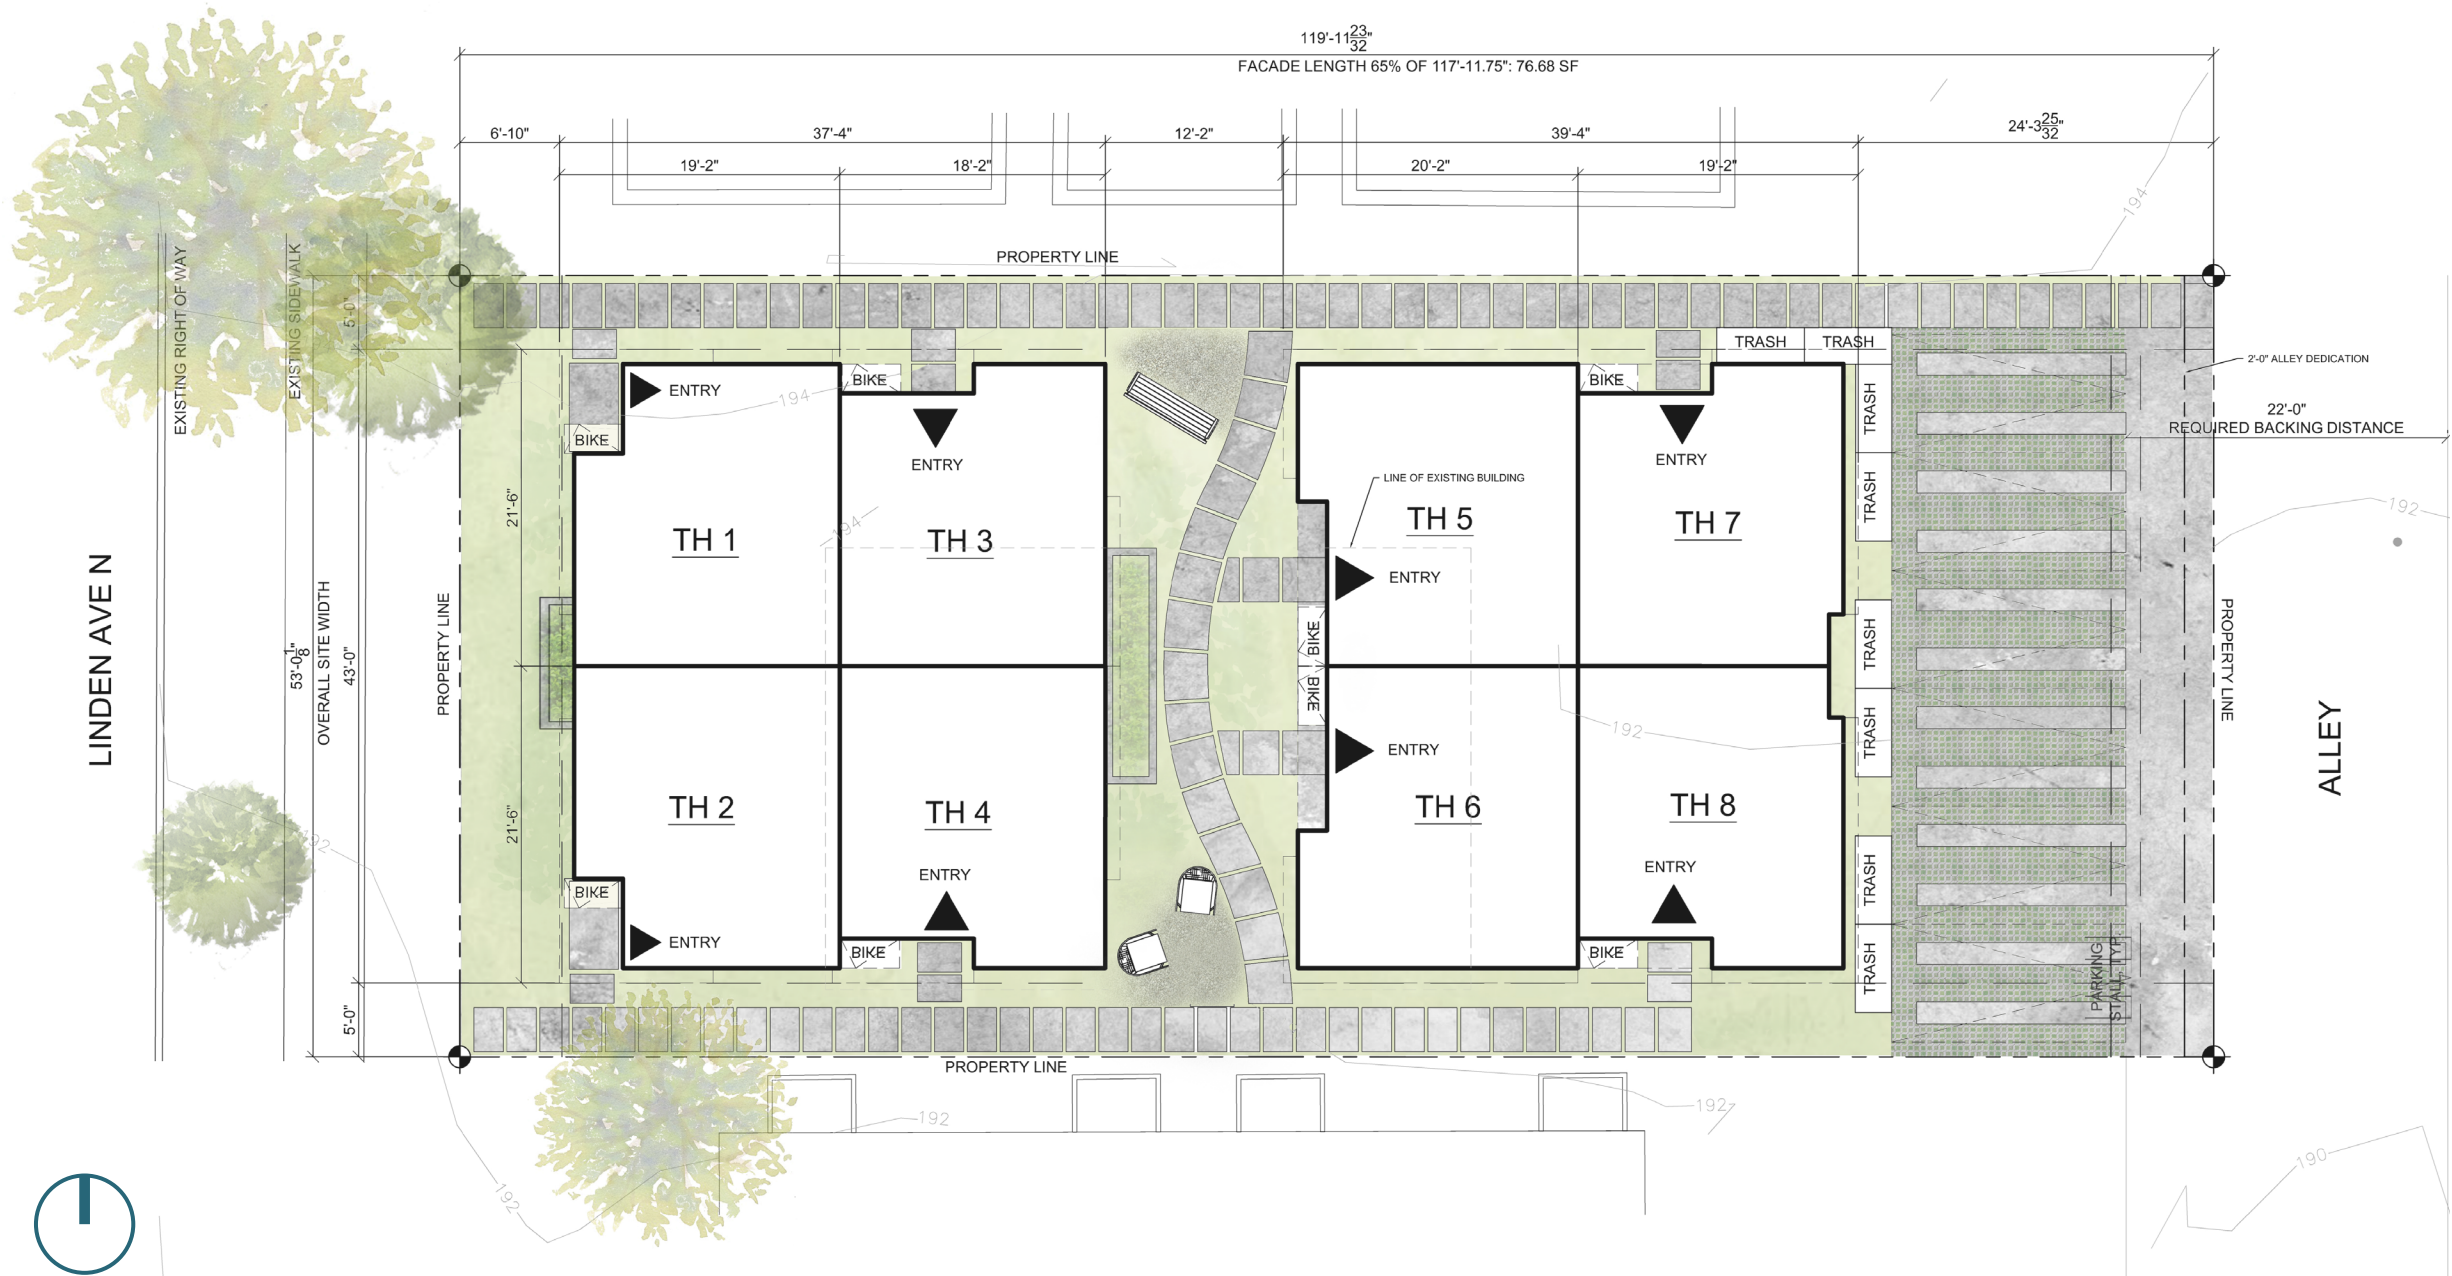 119'-11 23/32"
FACADE LENGTH 65% OF 117'-11.75": 76.68 SF
6'-10"
37'-4"
12'-2"
39'-4"
24'-3 25/32"
19'-2"
18'-2"
20'-2"
19'-2"
194
PROPERTY LINE
EXISTING RIGHT OF WAY
EXISTING SIDEWALK
5'-0"
TRASH
TRASH
2'-0" ALLEY DEDICATION
ENTRY
BIKE
BIKE
TRASH
194
22'-0"
REQUIRED BACKING DISTANCE
BIKE
ENTRY
ENTRY
LINE OF EXISTING BUILDING
TRASH
192
21'-6"
194
TH 1
TH 3
TH 5
TH 7
ENTRY
LINDEN AVE N
53'-0 1/8"
OVERALL SITE WIDTH
43'-0"
PROPERTY LINE
BIKE
BIKE
TRASH
PROPERTY LINE
192
TRASH
ENTRY
ALLEY
TH 2
TH 4
TH 6
TH 8
21'-6"
192
ENTRY
ENTRY
TRASH
BIKE
ENTRY
BIKE
BIKE
TRASH
PARKING
STALL, TYP.
5'-0"
PROPERTY LINE
192
192
190
192